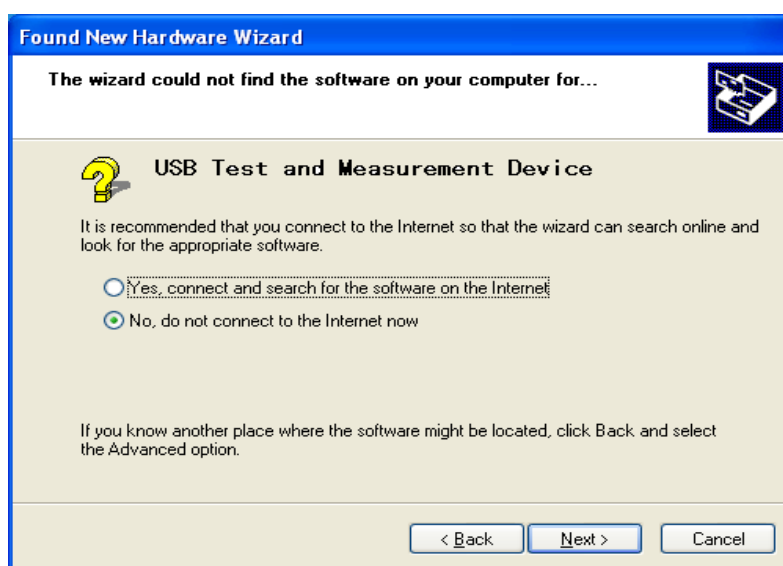 Found New Hardware Wizard
The wizard could not find the software on your computer for...
USB Test and Measurement Device
It is recommended that you connect to the Internet so that the wizard can search online and
look for the appropriate software.
Yes, connect and search for the software on the Internet
No, do not connect to the Internet now
If you know another place where the software might be located, click Back and select
the Advanced option.
< Back Next > Cancel